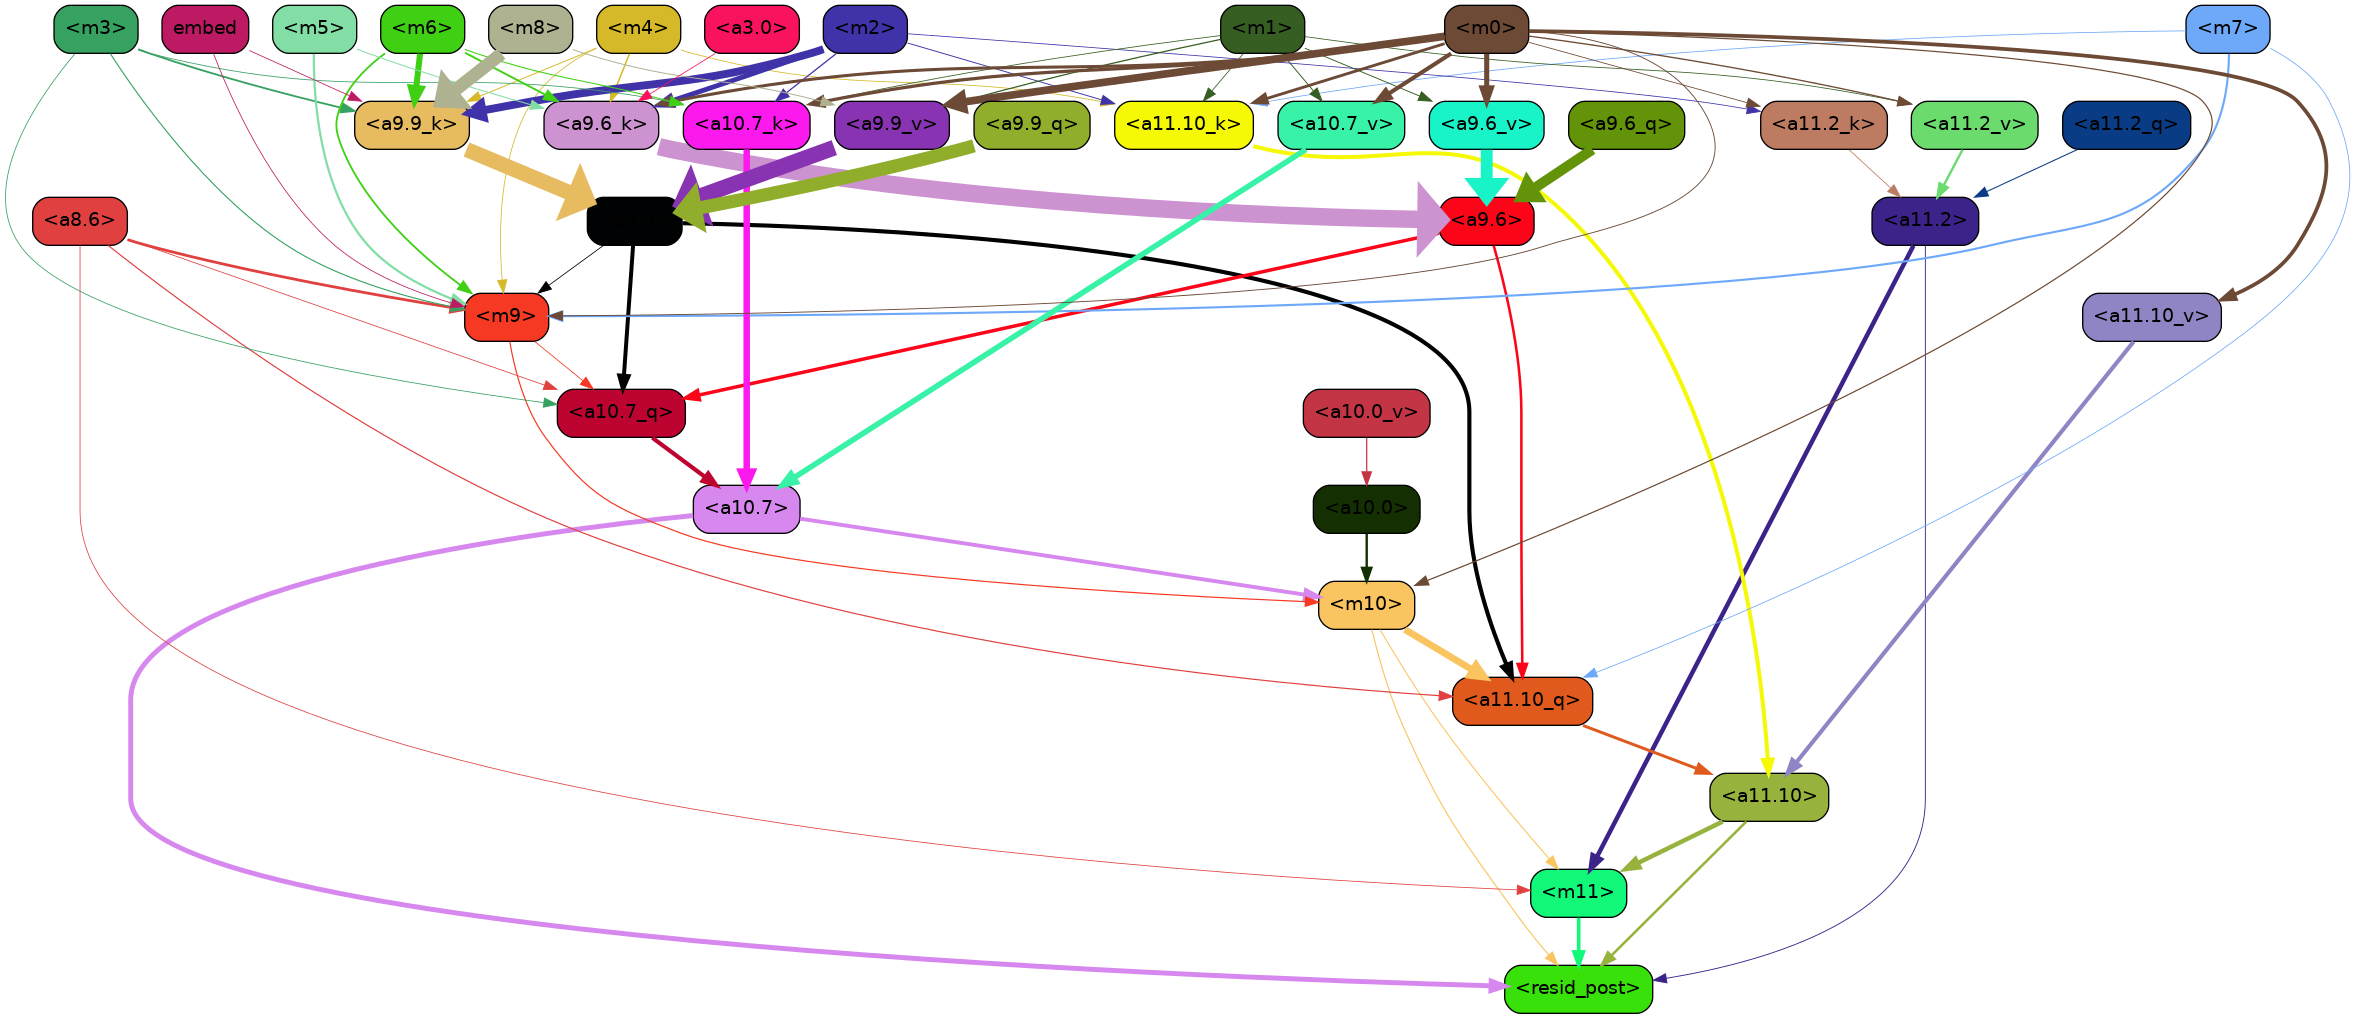 <m3>
embed
<m5>
<m6>
<m8>
<m4>
<a3.0>
<m2>
<m1>
<m0>
<m7>
<a9.9_k>
<a9.6_k>
<a10.7_k>
<a9.9_v>
<a9.9_q>
<a11.10_k>
<a10.7_v>
<a9.6_v>
<a9.6_q>
<a11.2_k>
<a11.2_v>
<a11.2_q>
<a8.6>
<a9.6>
<a11.2>
<m9>
<a11.10_v>
<a10.7_q>
<a10.0_v>
<a10.7>
<a10.0>
<m10>
<a11.10_q>
<a11.10>
<m11>
<resid_post>